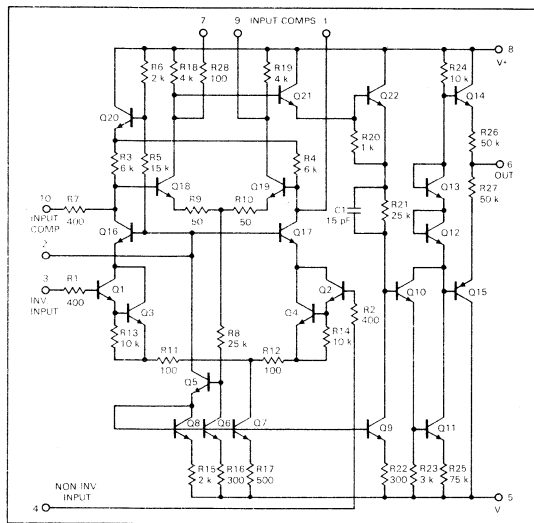 7 9 INPUT COMPS 1
R6 2 k
R18 4 k
R28 100
R19 4 k
R24 10 k
8 V+
Q20
Q21
Q22
Q14
R3 6 k
R5 15 k
R4 6 k
R20 1 k
R26 50 k
6 OUT
Q18
Q19
R9 50
R10 50
C1 15 pF
R21 25 k
Q13
R27 50 k
10 INPUT COMP
R7 400
Q16
Q17
Q12
2
3 INV INPUT
R1 400
Q1
Q3
Q2
Q4
R2 400
Q10
Q15
R13 10 k
R8 25 k
R14 10 k
R11 100
R12 100
Q5
Q8
Q6
Q7
Q9
Q11
R15 2 k
R16 300
R17 500
R22 300
R23 3 k
R25 75 k
NON INV INPUT
4
5 V